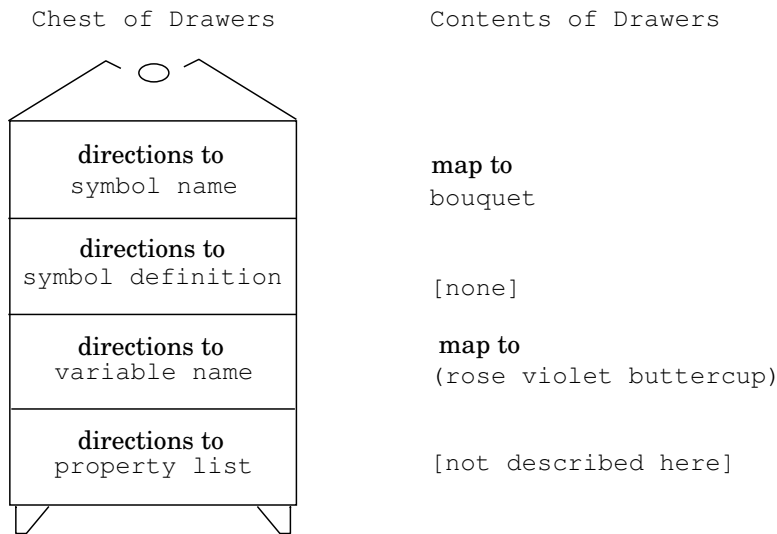 Chest of Drawers
Contents of Drawers
directions to
symbol name
map to
bouquet
directions to
symbol definition
[none]
directions to
variable name
map to
(rose violet buttercup)
directions to
property list
[not described here]